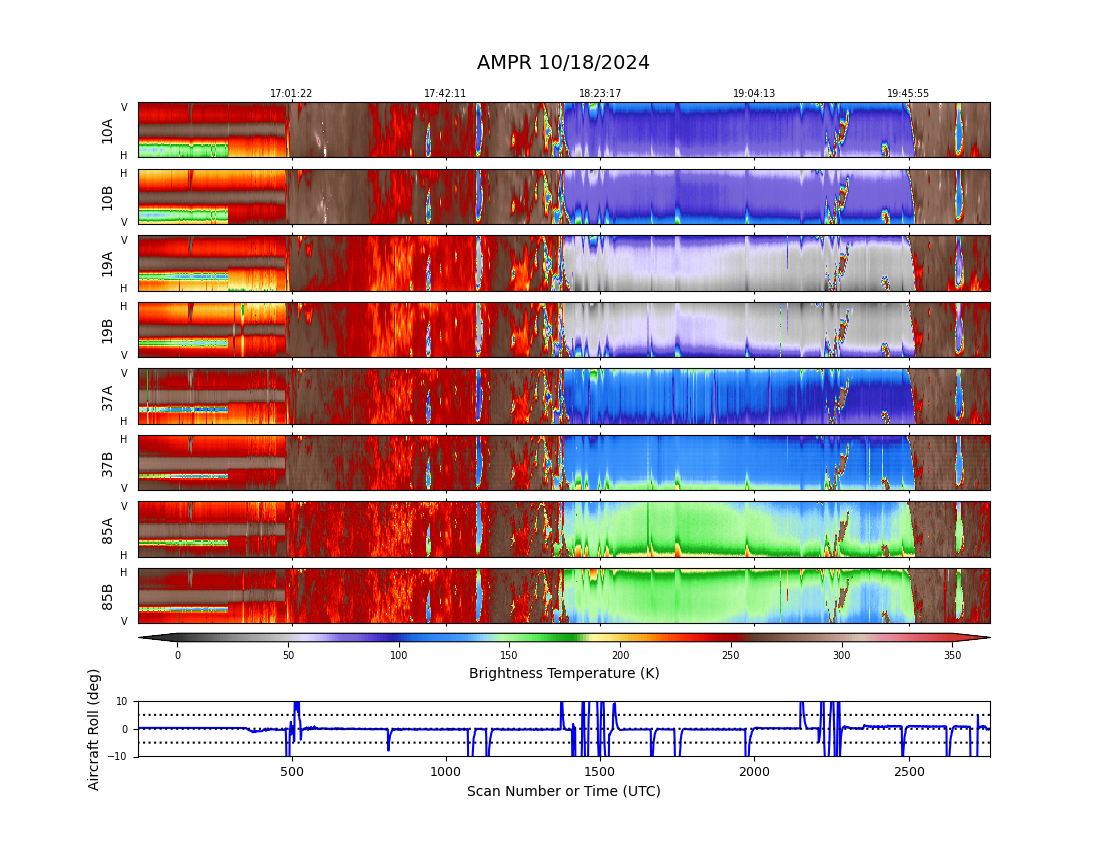 AMPR 10/18/2024
17:01:22 17:42:11 18:23:17 19:04:13 19:45:55
V
10A
H
H
10B
V
V
19A
H
H
19B
V
V
37A
H
H
37B
V
V
85A
H
H
85B
V
0 50 100 150 200 250 300 350
Brightness Temperature (K)
Aircraft Roll (deg)
10
0
−10
500 1000 1500 2000 2500
Scan Number or Time (UTC)